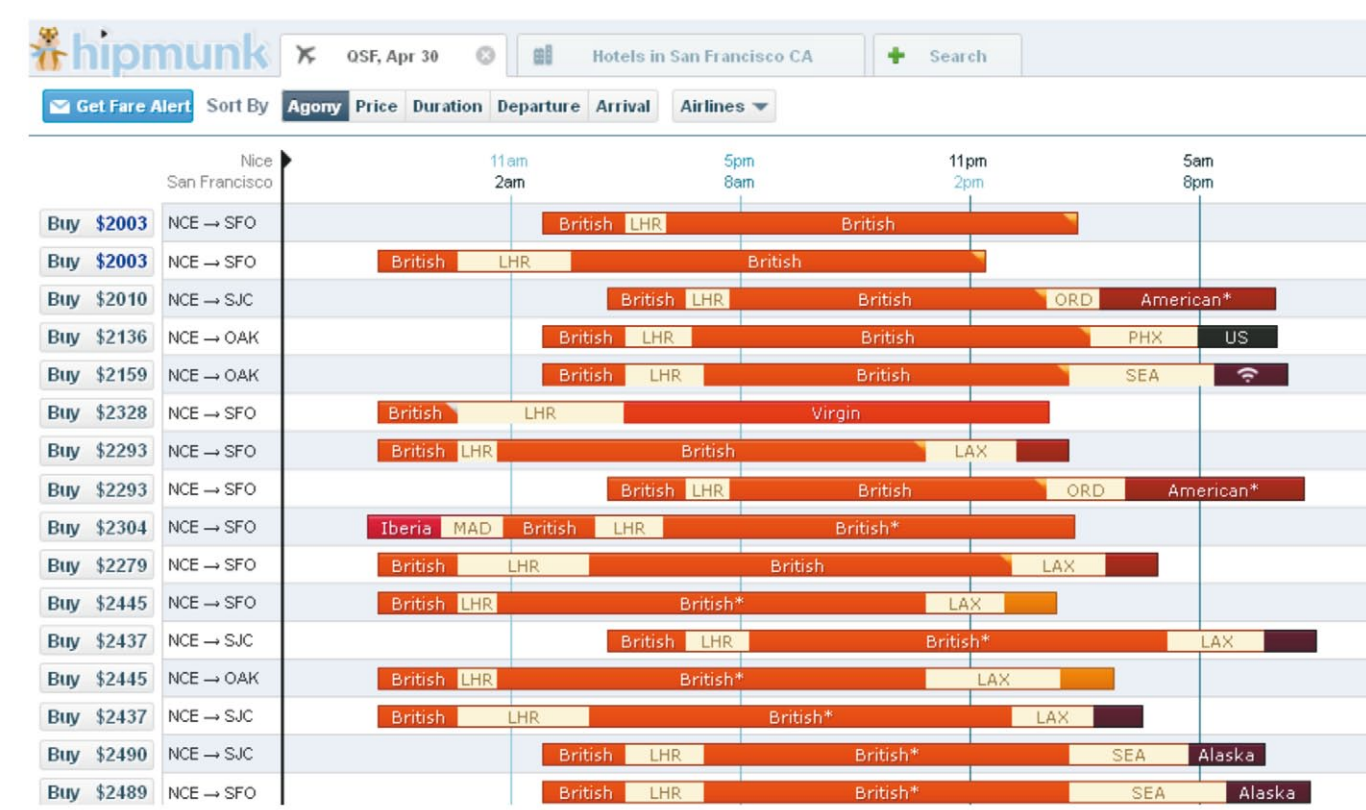 hipmunk QSF, Apr 30 Hotels in San Francisco CA Search
Get Fare Alert Sort By Agony Price Duration Departure Arrival Airlines
Nice 11am 5pm 11pm 5am
San Francisco 2am 8am 2pm 8pm
Buy $2003 NCE → SFO British LHR British
Buy $2003 NCE → SFO British LHR British
Buy $2010 NCE → SJC British LHR British ORD American*
Buy $2136 NCE → OAK British LHR British PHX US
Buy $2159 NCE → OAK British LHR British SEA
Buy $2328 NCE → SFO British LHR Virgin
Buy $2293 NCE → SFO British LHR British LAX
Buy $2293 NCE → SFO British LHR British ORD American*
Buy $2304 NCE → SFO Iberia MAD British LHR British*
Buy $2279 NCE → SFO British LHR British LAX
Buy $2445 NCE → SFO British LHR British* LAX
Buy $2437 NCE → SJC British LHR British* LAX
Buy $2445 NCE → OAK British LHR British* LAX
Buy $2437 NCE → SJC British LHR British* LAX
Buy $2490 NCE → SJC British LHR British* SEA Alaska
Buy $2489 NCE → SFO British LHR British* SEA Alaska